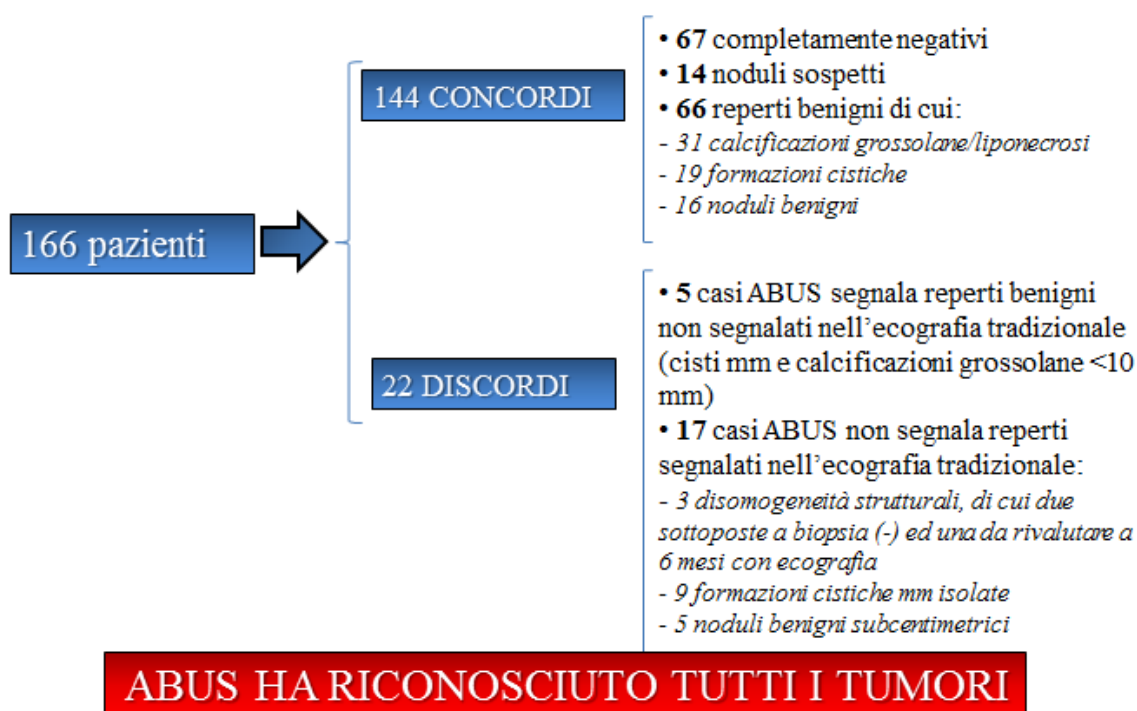 166 pazienti
144 CONCORDI
• 67 completamente negativi
• 14 noduli sospetti
• 66 reperti benigni di cui:
- 31 calcificazioni grossolane/liponecrosi
- 19 formazioni cistiche
- 16 noduli benigni
22 DISCORDI
• 5 casi ABUS segnala reperti benigni
non segnalati nell’ecografia tradizionale
(cisti mm e calcificazioni grossolane <10
mm)
• 17 casi ABUS non segnala reperti
segnalati nell’ecografia tradizionale:
- 3 disomogeneità strutturali, di cui due
sottoposte a biopsia (-) ed una da rivalutare a
6 mesi con ecografia
- 9 formazioni cistiche mm isolate
- 5 noduli benigni subcentimetrici
ABUS HA RICONOSCIUTO TUTTI I TUMORI